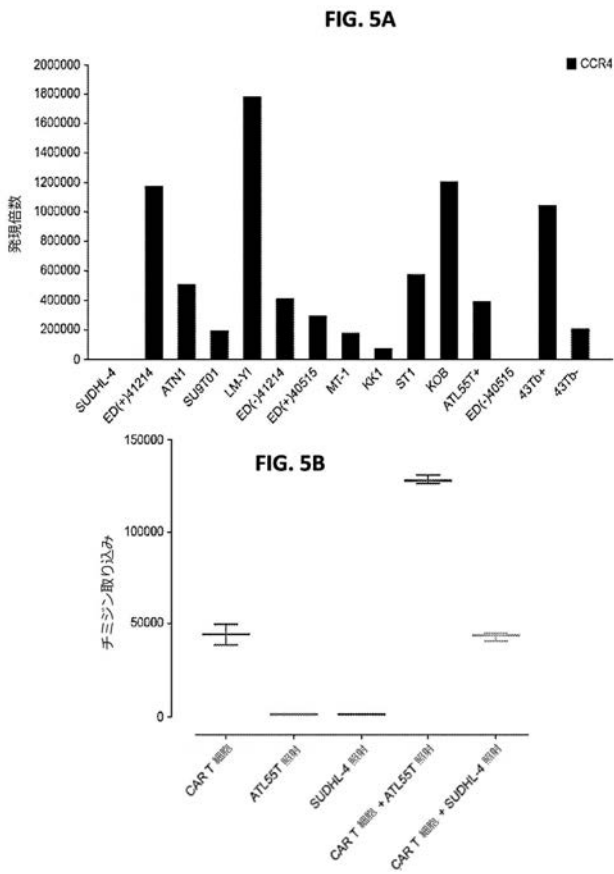 FIG. 5A
CCR4
発現倍数
2000000
1800000
1600000
1400000
1200000
1000000
800000
600000
400000
200000
0
SUDHL-4
ED(+)41214
ATN1
SU9T01
LM-YI
ED(-)41214
ED(+)40515
MT-1
KK1
ST1
KOB
ATL55T+
ED(-)40515
43Tb+
43Tb-
FIG. 5B
チミジン取り込み
150000
100000
50000
0
CAR T 細胞
ATL55T 照射
SUDHL-4 照射
CAR T 細胞 + ATL55T 照射
CAR T 細胞 + SUDHL-4 照射